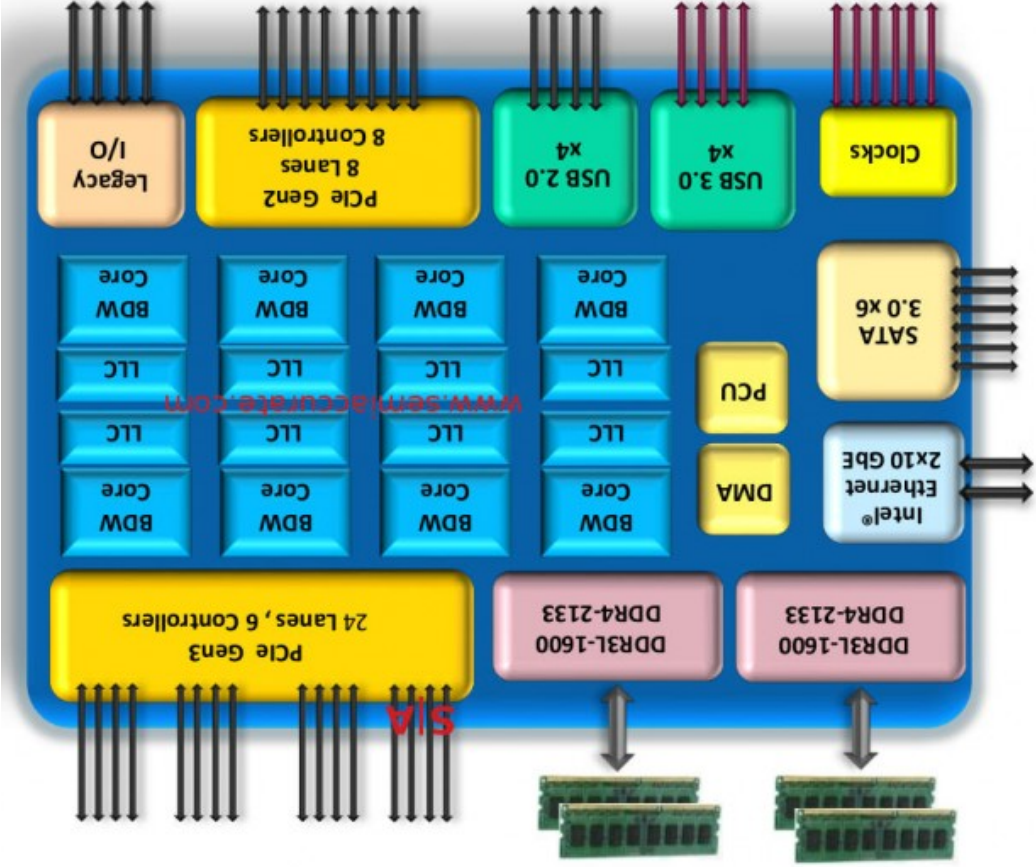 S|A
DDR3L-1600
DDR4-2133
DDR3L-1600
DDR4-2133
PCIe Gen3
24 Lanes, 6 Controllers
Intel®
Ethernet
2x10 GbE
DMA
BDW
Core
BDW
Core
BDW
Core
BDW
Core
LLC
LLC
LLC
LLC
www.semiaccurate.com
SATA
3.0 x6
PCU
LLC
LLC
LLC
LLC
BDW
Core
BDW
Core
BDW
Core
BDW
Core
Clocks
USB 3.0
x4
USB 2.0
x4
PCIe Gen2
8 Lanes
8 Controllers
Legacy
I/O